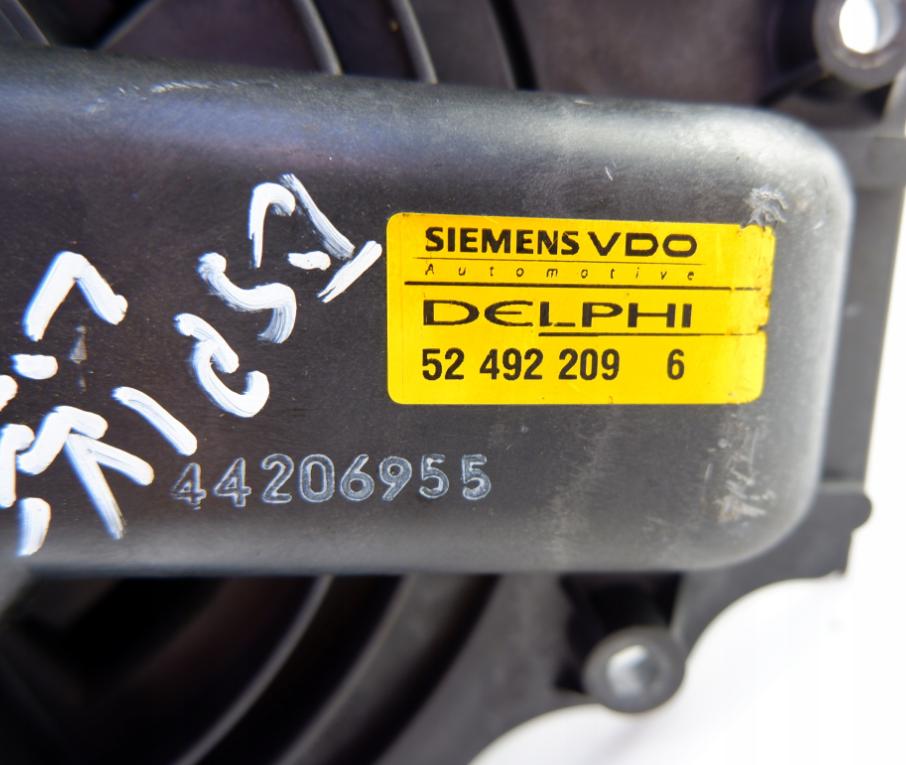 SIEMENS VDO
Automotive
DELPHI
52 492 209 6
44206955